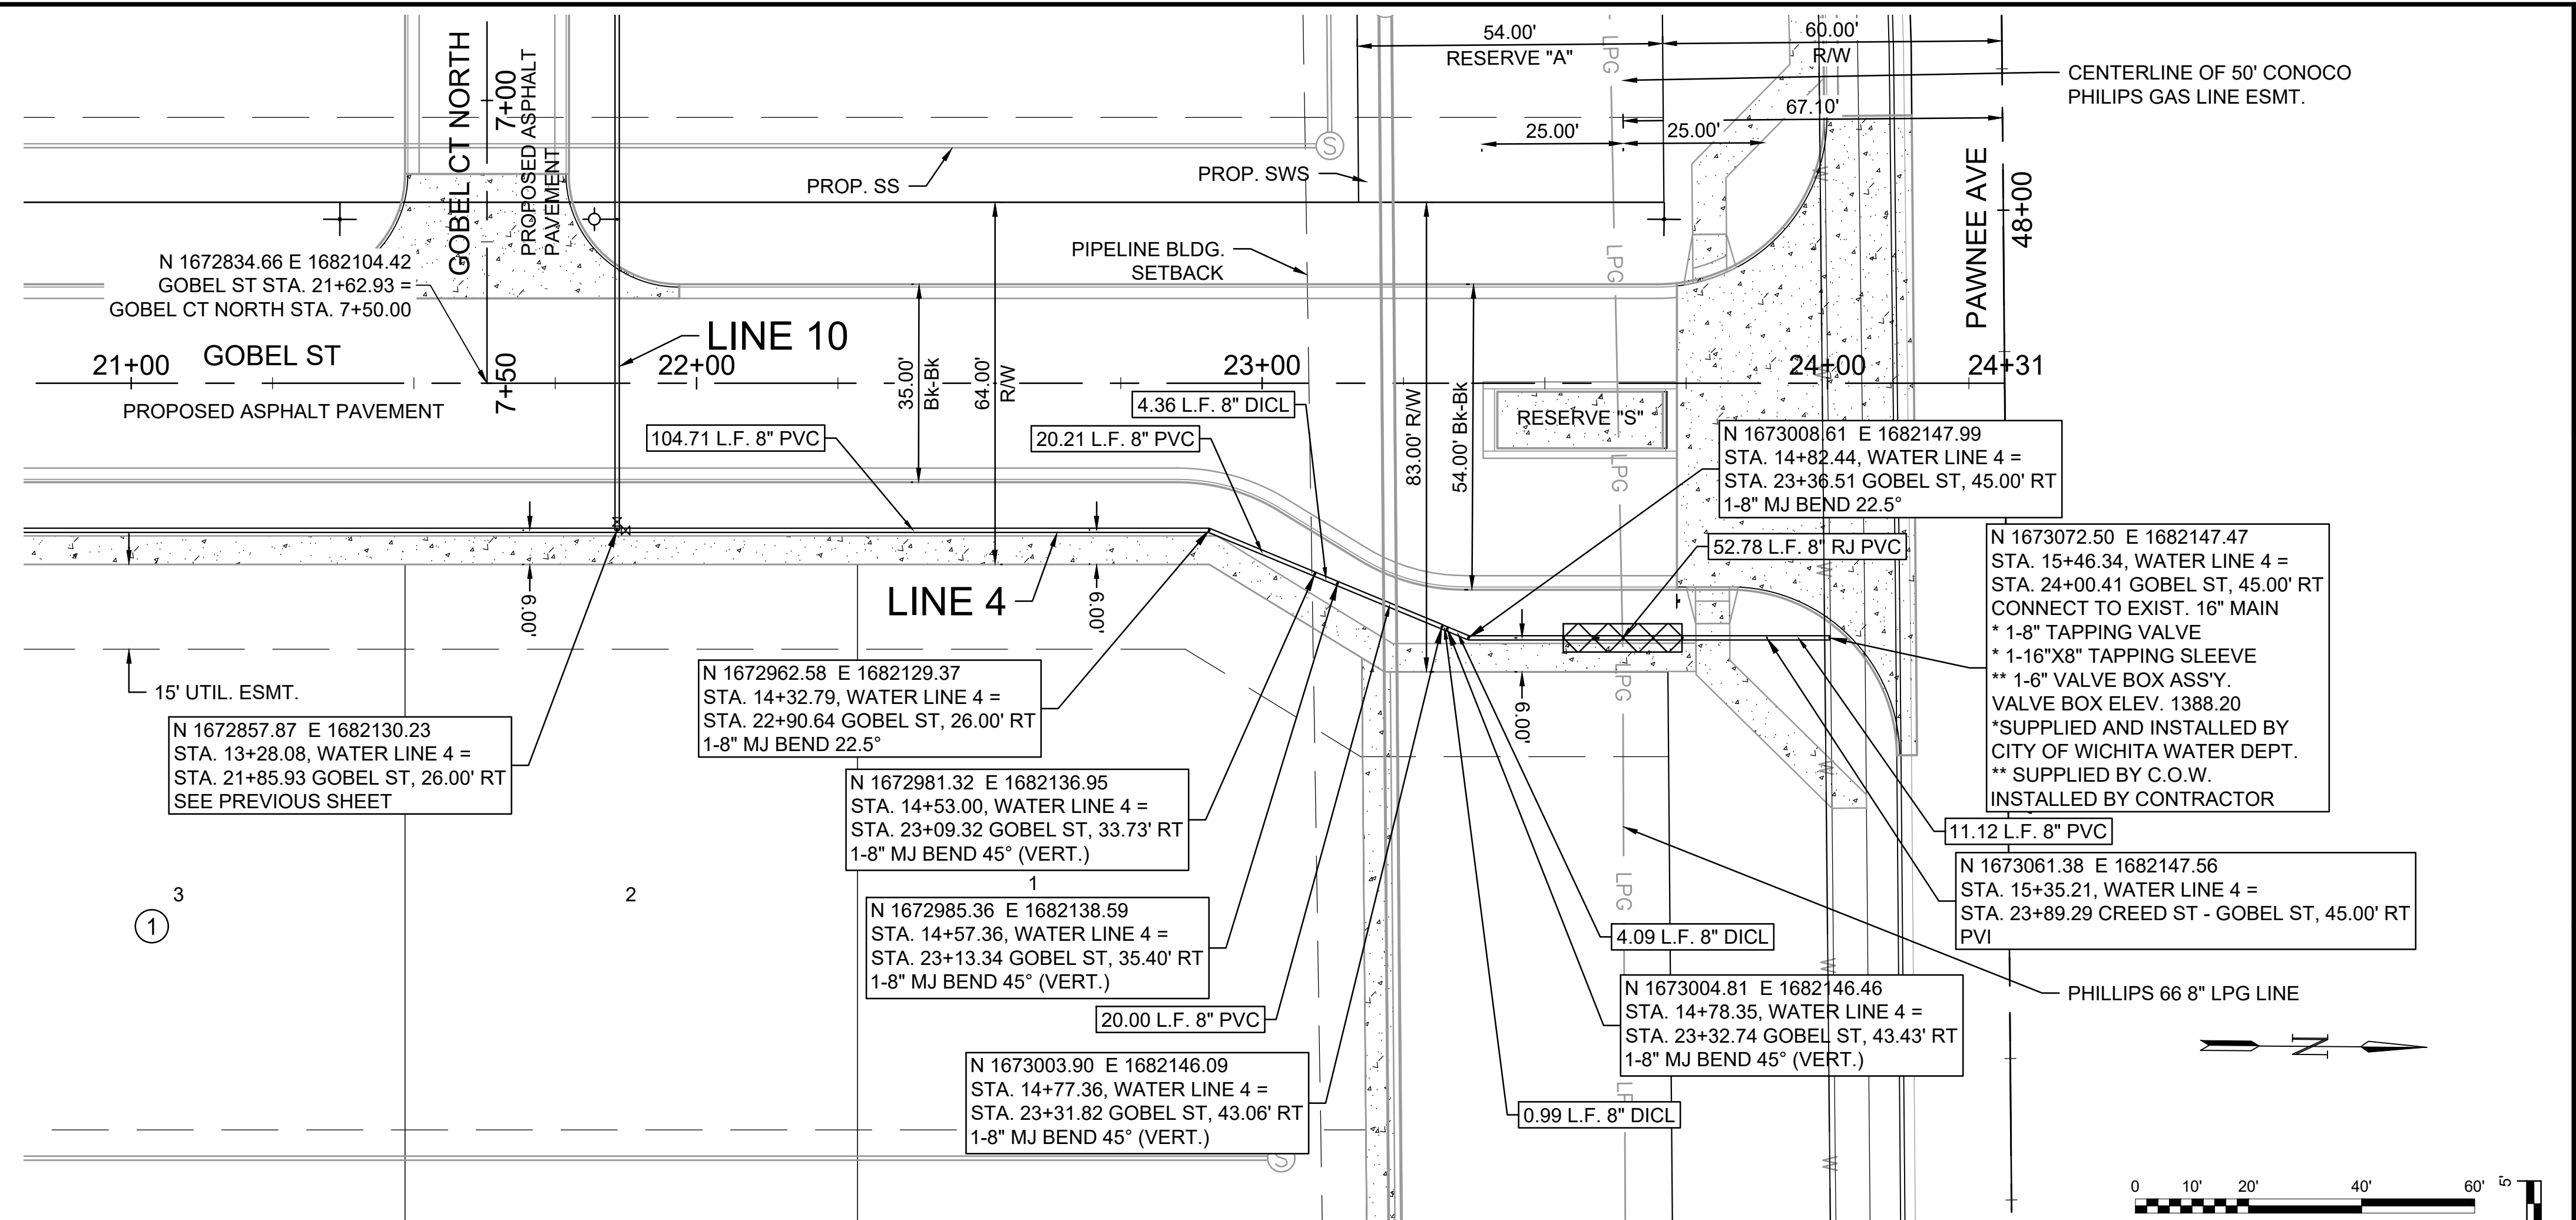 54.00'
RESERVE "A"
60.00'
R/W
LPG
CENTERLINE OF 50' CONOCO
PHILIPS GAS LINE ESMT.
67.10'
25.00'
25.00'
GOBEL CT NORTH
7+00
PROPOSED ASPHALT
PAVEMENT
S
PROP. SS
PROP. SWS
PAWNEE AVE
48+00
W
PIPELINE BLDG.
SETBACK
LPG
N 1672834.66 E 1682104.42
GOBEL ST STA. 21+62.93 =
GOBEL CT NORTH STA. 7+50.00
LINE 10
21+00
GOBEL ST
7+50
22+00
35.00'
Bk-Bk
64.00'
R/W
23+00
24+00
24+31
PROPOSED ASPHALT PAVEMENT
4.36 L.F. 8" DICL
RESERVE "S"
104.71 L.F. 8" PVC
20.21 L.F. 8" PVC
83.00' R/W
54.00' Bk-Bk
LPG
N 1673008.61 E 1682147.99
STA. 14+82.44, WATER LINE 4 =
STA. 23+36.51 GOBEL ST, 45.00' RT
1-8" MJ BEND 22.5°
52.78 L.F. 8" RJ PVC
W
N 1673072.50 E 1682147.47
STA. 15+46.34, WATER LINE 4 =
STA. 24+00.41 GOBEL ST, 45.00' RT
CONNECT TO EXIST. 16" MAIN
* 1-8" TAPPING VALVE
* 1-16"X8" TAPPING SLEEVE
** 1-6" VALVE BOX ASS'Y.
VALVE BOX ELEV. 1388.20
*SUPPLIED AND INSTALLED BY
CITY OF WICHITA WATER DEPT.
** SUPPLIED BY C.O.W.
INSTALLED BY CONTRACTOR
LINE 4
6.00'
6.00'
6.00'
LPG
W
15' UTIL. ESMT.
N 1672857.87 E 1682130.23
STA. 13+28.08, WATER LINE 4 =
STA. 21+85.93 GOBEL ST, 26.00' RT
SEE PREVIOUS SHEET
N 1672962.58 E 1682129.37
STA. 14+32.79, WATER LINE 4 =
STA. 22+90.64 GOBEL ST, 26.00' RT
1-8" MJ BEND 22.5°
N 1672981.32 E 1682136.95
STA. 14+53.00, WATER LINE 4 =
STA. 23+09.32 GOBEL ST, 33.73' RT
1-8" MJ BEND 45° (VERT.)
11.12 L.F. 8" PVC
N 1673061.38 E 1682147.56
STA. 15+35.21, WATER LINE 4 =
STA. 23+89.29 CREED ST - GOBEL ST, 45.00' RT
PVI
3
2
1
1
LPG
N 1672985.36 E 1682138.59
STA. 14+57.36, WATER LINE 4 =
STA. 23+13.34 GOBEL ST, 35.40' RT
1-8" MJ BEND 45° (VERT.)
4.09 L.F. 8" DICL
W
N 1673004.81 E 1682146.46
STA. 14+78.35, WATER LINE 4 =
STA. 23+32.74 GOBEL ST, 43.43' RT
1-8" MJ BEND 45° (VERT.)
PHILLIPS 66 8" LPG LINE
20.00 L.F. 8" PVC
N 1673003.90 E 1682146.09
STA. 14+77.36, WATER LINE 4 =
STA. 23+31.82 GOBEL ST, 43.06' RT
1-8" MJ BEND 45° (VERT.)
0.99 L.F. 8" DICL
N
S
W
0 10' 20' 40' 60'
5'